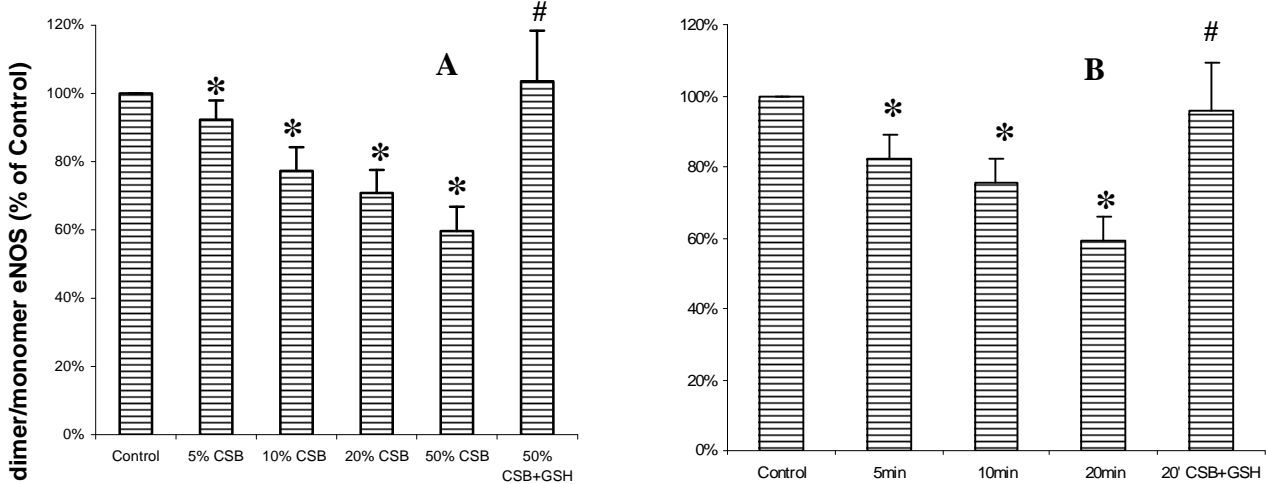 dimer/monomer eNOS (% of Control)
A
120%
100%
80%
60%
40%
20%
0%
* * * * #
Control 5% CSB 10% CSB 20% CSB 50% CSB 50% CSB+GSH
B
120%
100%
80%
60%
40%
20%
0%
* * * #
Control 5min 10min 20min 20' CSB+GSH